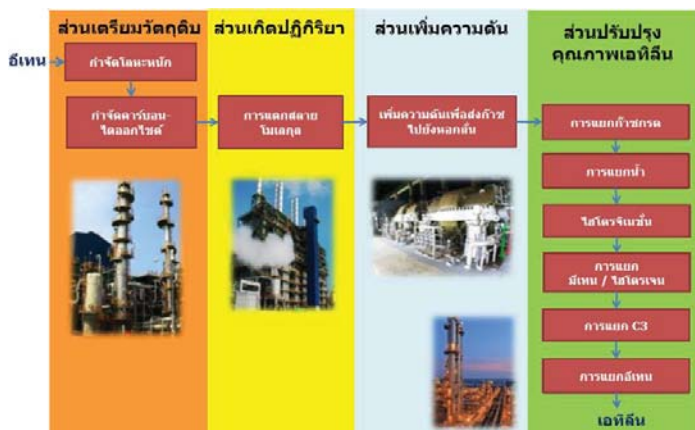 ส่วนเตรียมวัตถุดิบ
ส่วนเกิดปฏิกิริยา
ส่วนเพิ่มความดัน
ส่วนปรับปรุง
คุณภาพเอทิลีน
อีเทน
กำจัดโลหะหนัก
กำจัดคาร์บอน-
ไดออกไซด์
การแตกสลาย
โมเลกุล
เพิ่มความดันเพื่อส่งก๊าซ
ไปยังหอกลั่น
การแยกก๊าซกรด
การแยกน้ำ
ไฮโดรจิเนชั่น
การแยก
มีเทน / ไฮโดรเจน
การแยก C3
การแยกอีเทน
เอทิลีน